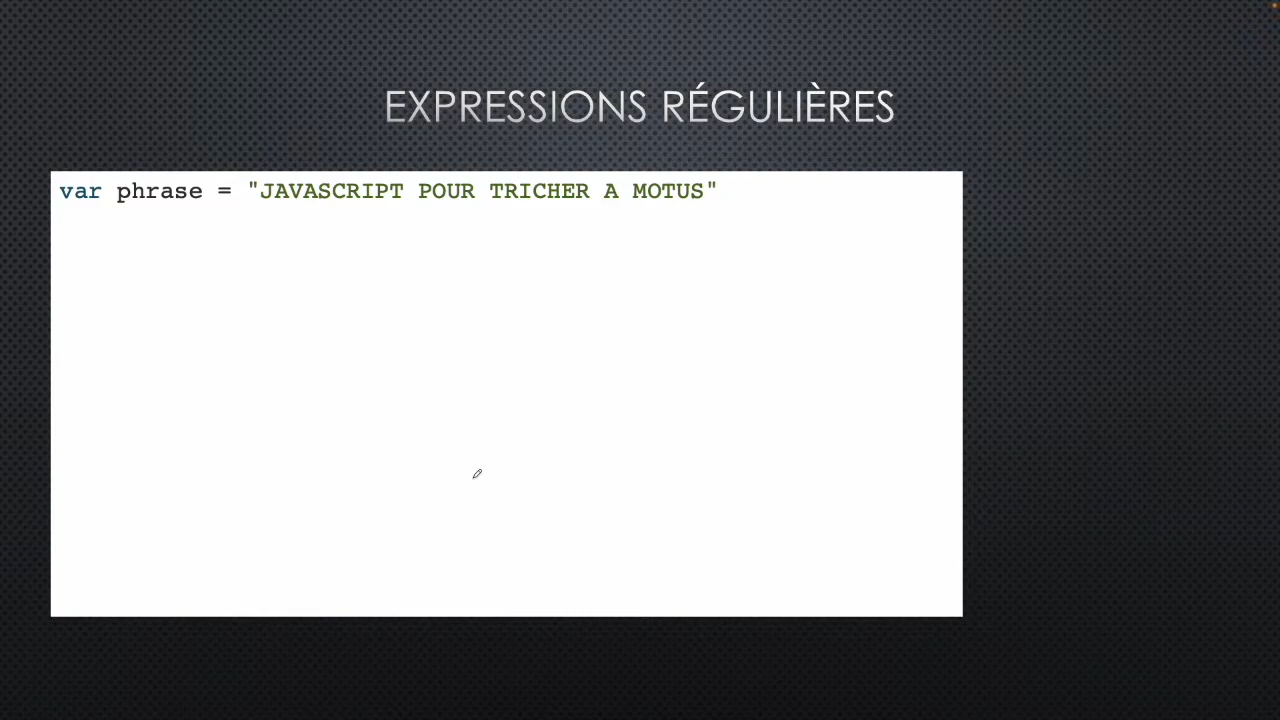 EXPRESSIONS RÉGULIÈRES
var phrase = "JAVASCRIPT POUR TRICHER A MOTUS"